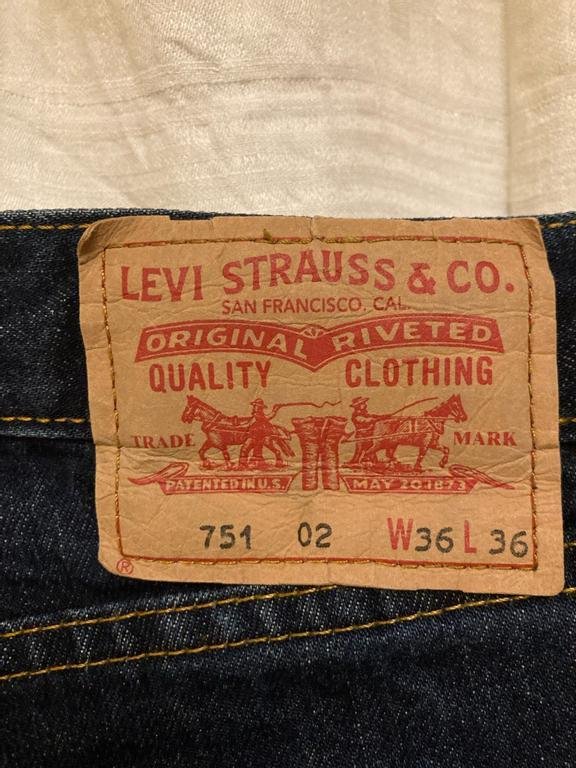 LEVI STRAUSS & CO.
SAN FRANCISCO, CAL.
ORIGINAL RIVETED
QUALITY CLOTHING
TRADE MARK
PATENTED IN U.S. MAY 20.1873
751 02 W36 L 36
®